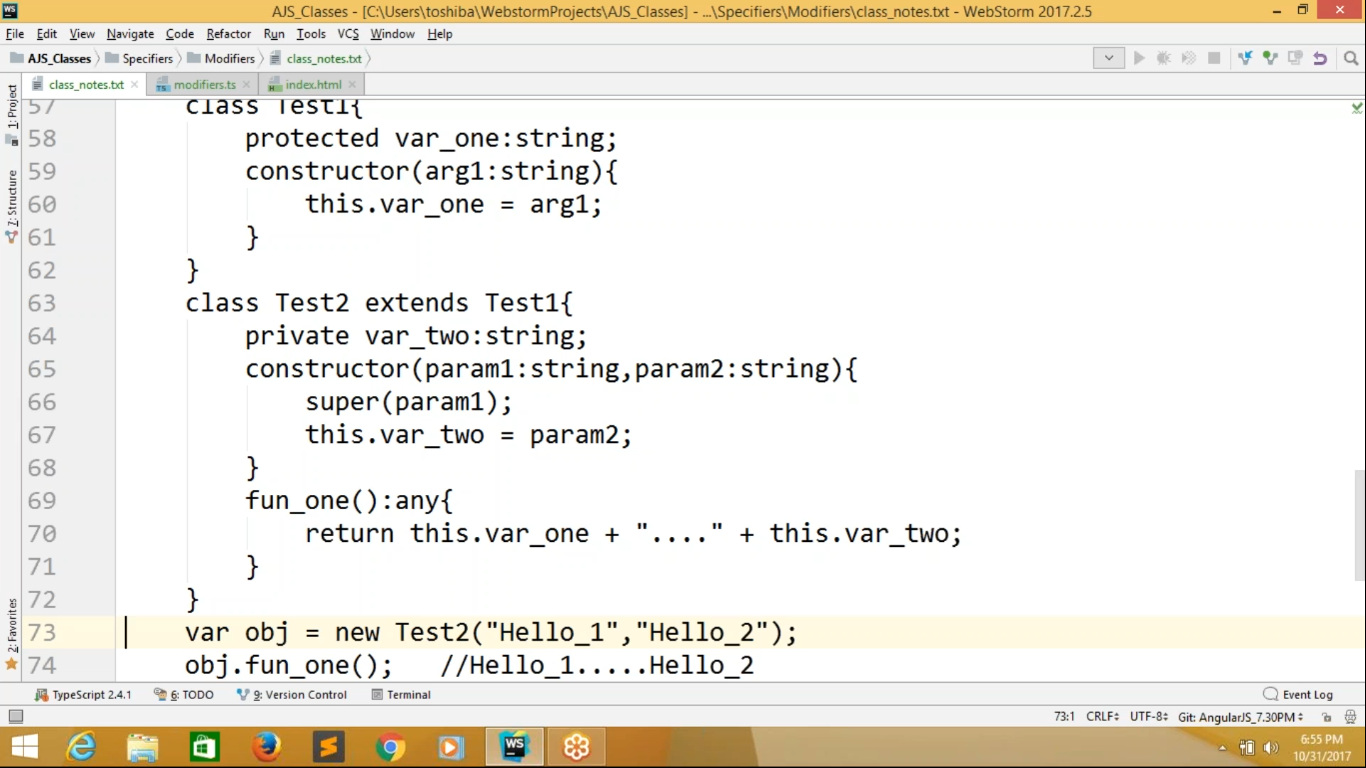 AJS_Classes - [C:\Users\toshiba\WebstormProjects\AJS_Classes] - ...\Specifiers\Modifiers\class_notes.txt - WebStorm 2017.2.5
File Edit View Navigate Code Refactor Run Tools VCS Window Help
AJS_Classes Specifiers Modifiers class_notes.txt
class_notes.txt modifiers.ts index.html
1: Project
7: Structure
2: Favorites
57 class Test1{
58 protected var_one:string;
59 constructor(arg1:string){
60 this.var_one = arg1;
61 }
62 }
63 class Test2 extends Test1{
64 private var_two:string;
65 constructor(param1:string,param2:string){
66 super(param1);
67 this.var_two = param2;
68 }
69 fun_one():any{
70 return this.var_one + "...." + this.var_two;
71 }
72 }
73 var obj = new Test2("Hello_1","Hello_2");
74 obj.fun_one(); //Hello_1.....Hello_2
TypeScript 2.4.1 6: TODO 9: Version Control Terminal Event Log
73:1 CRLF UTF-8 Git: AngularJS_7.30PM
WS
6:55 PM
10/31/2017